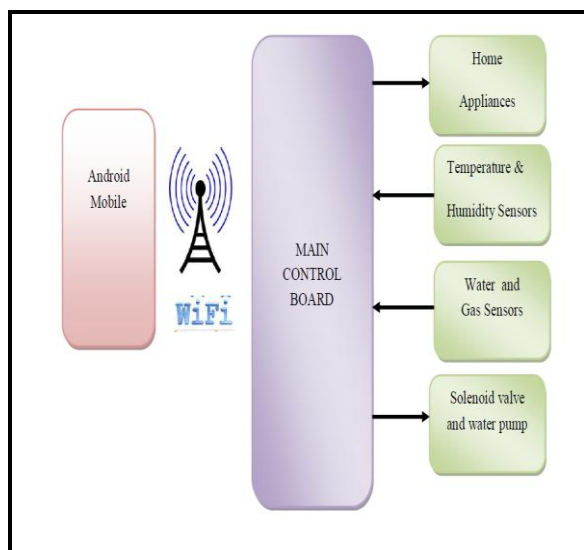 Home
Appliances
Android
Mobile
WiFi
MAIN
CONTROL
BOARD
Temperature &
Humidity Sensors
Water and
Gas Sensors
Solenoid valve
and water pump